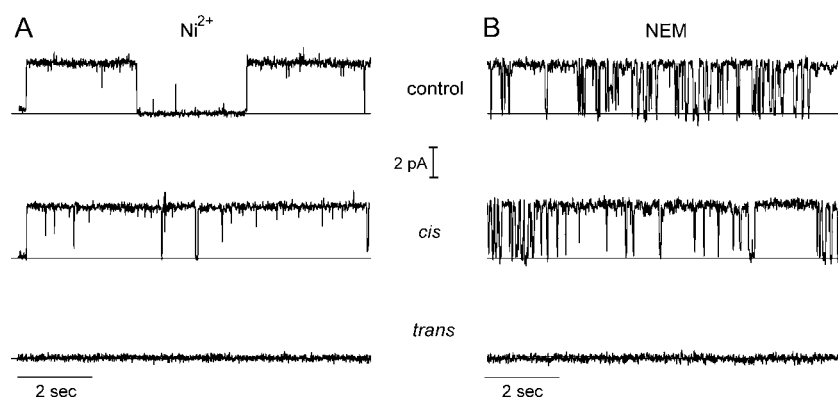 A
Ni2+
B
NEM
control
2 pA
cis
trans
2 sec
2 sec